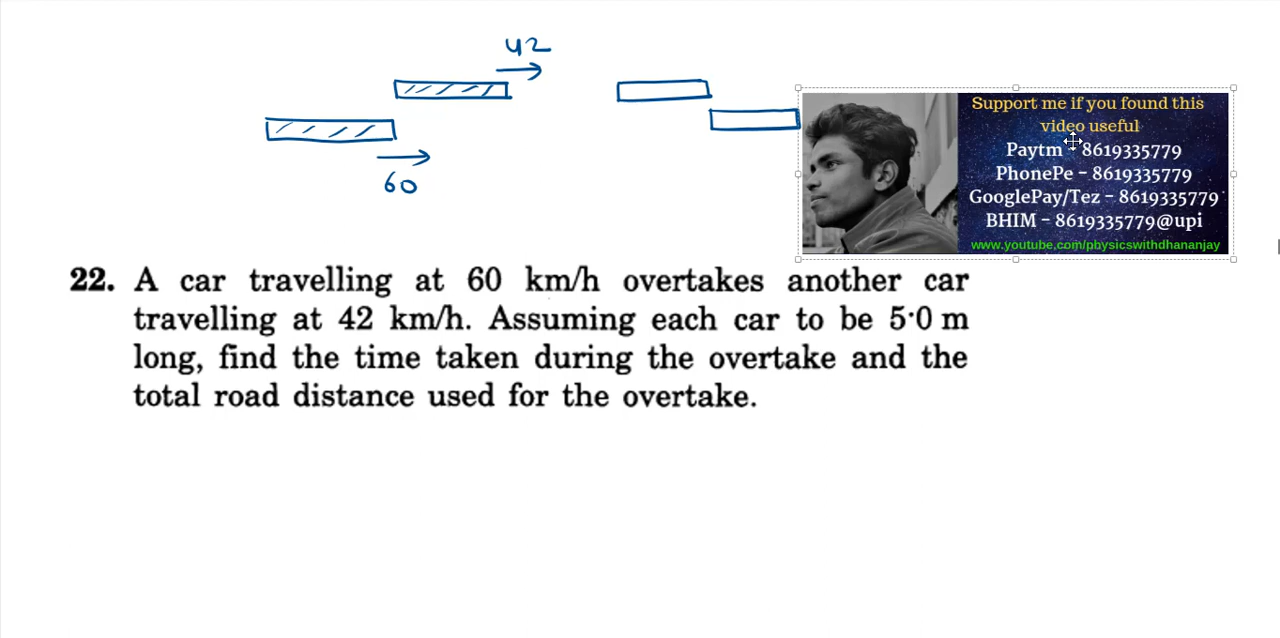 42
60
Support me if you found this
video useful
Paytm - 8619335779
PhonePe - 8619335779
GooglePay/Tez - 8619335779
BHIM - 8619335779@upi
www.youtube.com/physicswithdhananjay
22. A car travelling at 60 km/h overtakes another car
travelling at 42 km/h. Assuming each car to be 5·0 m
long, find the time taken during the overtake and the
total road distance used for the overtake.